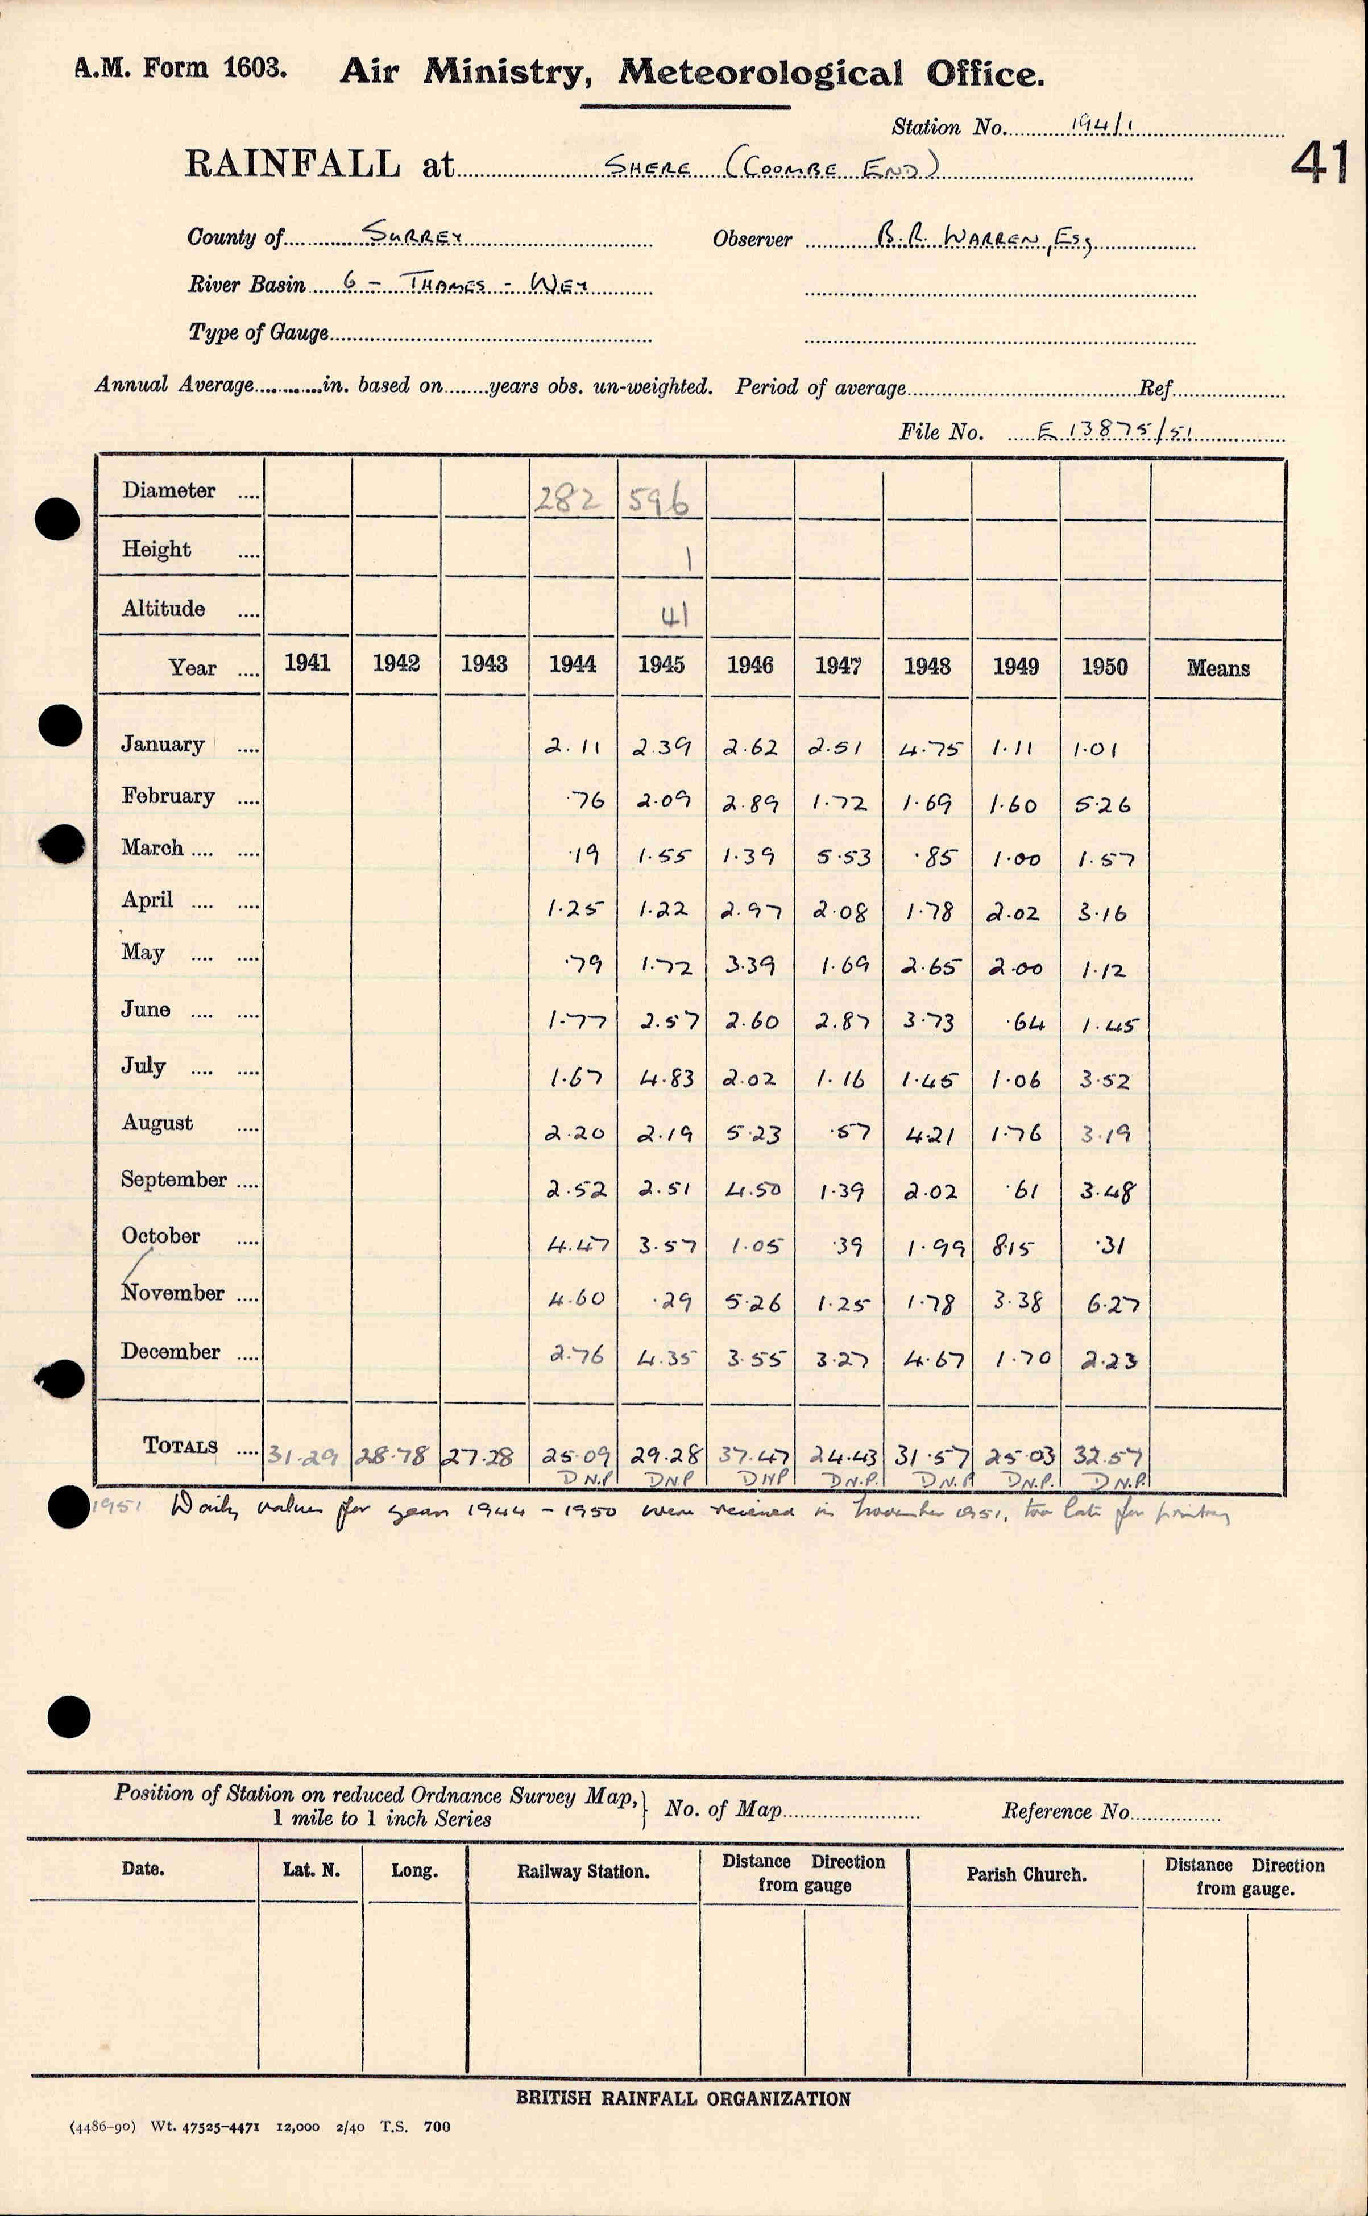 A.M. Form 1603. Air Ministry, Meteorological Office.
Station No. 194/1
41
RAINFALL at SHERE (COOMBE END)
County of SURREY Observer B.R. WARREN, Esq
River Basin 6 - THAMES - WEY
Type of Gauge
Annual Average in. based on years obs. un-weighted. Period of average Ref
File No. E 13875/51
Diameter 282 596
Height 1
Altitude 41
Year 1941 1942 1943 1944 1945 1946 1947 1948 1949 1950 Means
January 2.11 2.39 2.62 2.51 4.75 1.11 1.01
February .76 2.09 2.89 1.72 1.69 1.60 5.26
March .19 1.55 1.39 5.53 .85 1.00 1.57
April 1.25 1.22 2.97 2.08 1.78 2.02 3.16
May .79 1.72 3.39 1.69 2.65 2.00 1.12
June 1.77 2.57 2.60 2.87 3.73 .64 1.45
July 1.67 4.83 2.02 1.16 1.45 1.06 3.52
August 2.20 2.19 5.23 .57 4.21 1.76 3.19
September 2.52 2.51 4.50 1.39 2.02 .61 3.48
October 4.47 3.57 1.05 .39 1.99 8.15 .31
November 4.60 .29 5.26 1.25 1.78 3.38 6.27
December 2.76 4.35 3.55 3.27 4.67 1.70 2.23
TOTALS 31.29 28.78 27.28 25.09 29.28 37.47 24.43 31.57 25.03 32.57
D.N.P. DNP DNP D.N.P. D.N.P. D.N.P. D.N.P.
1951 Daily values for years 1944 - 1950 were received in November 1951, too late for printing
Position of Station on reduced Ordnance Survey Map,
1 mile to 1 inch Series
No. of Map Reference No.
Date. Lat. N. Long. Railway Station. Distance Direction from gauge Parish Church. Distance Direction from gauge.
BRITISH RAINFALL ORGANIZATION
(4486-90) Wt. 47525-4471 12,000 2/40 T.S. 700